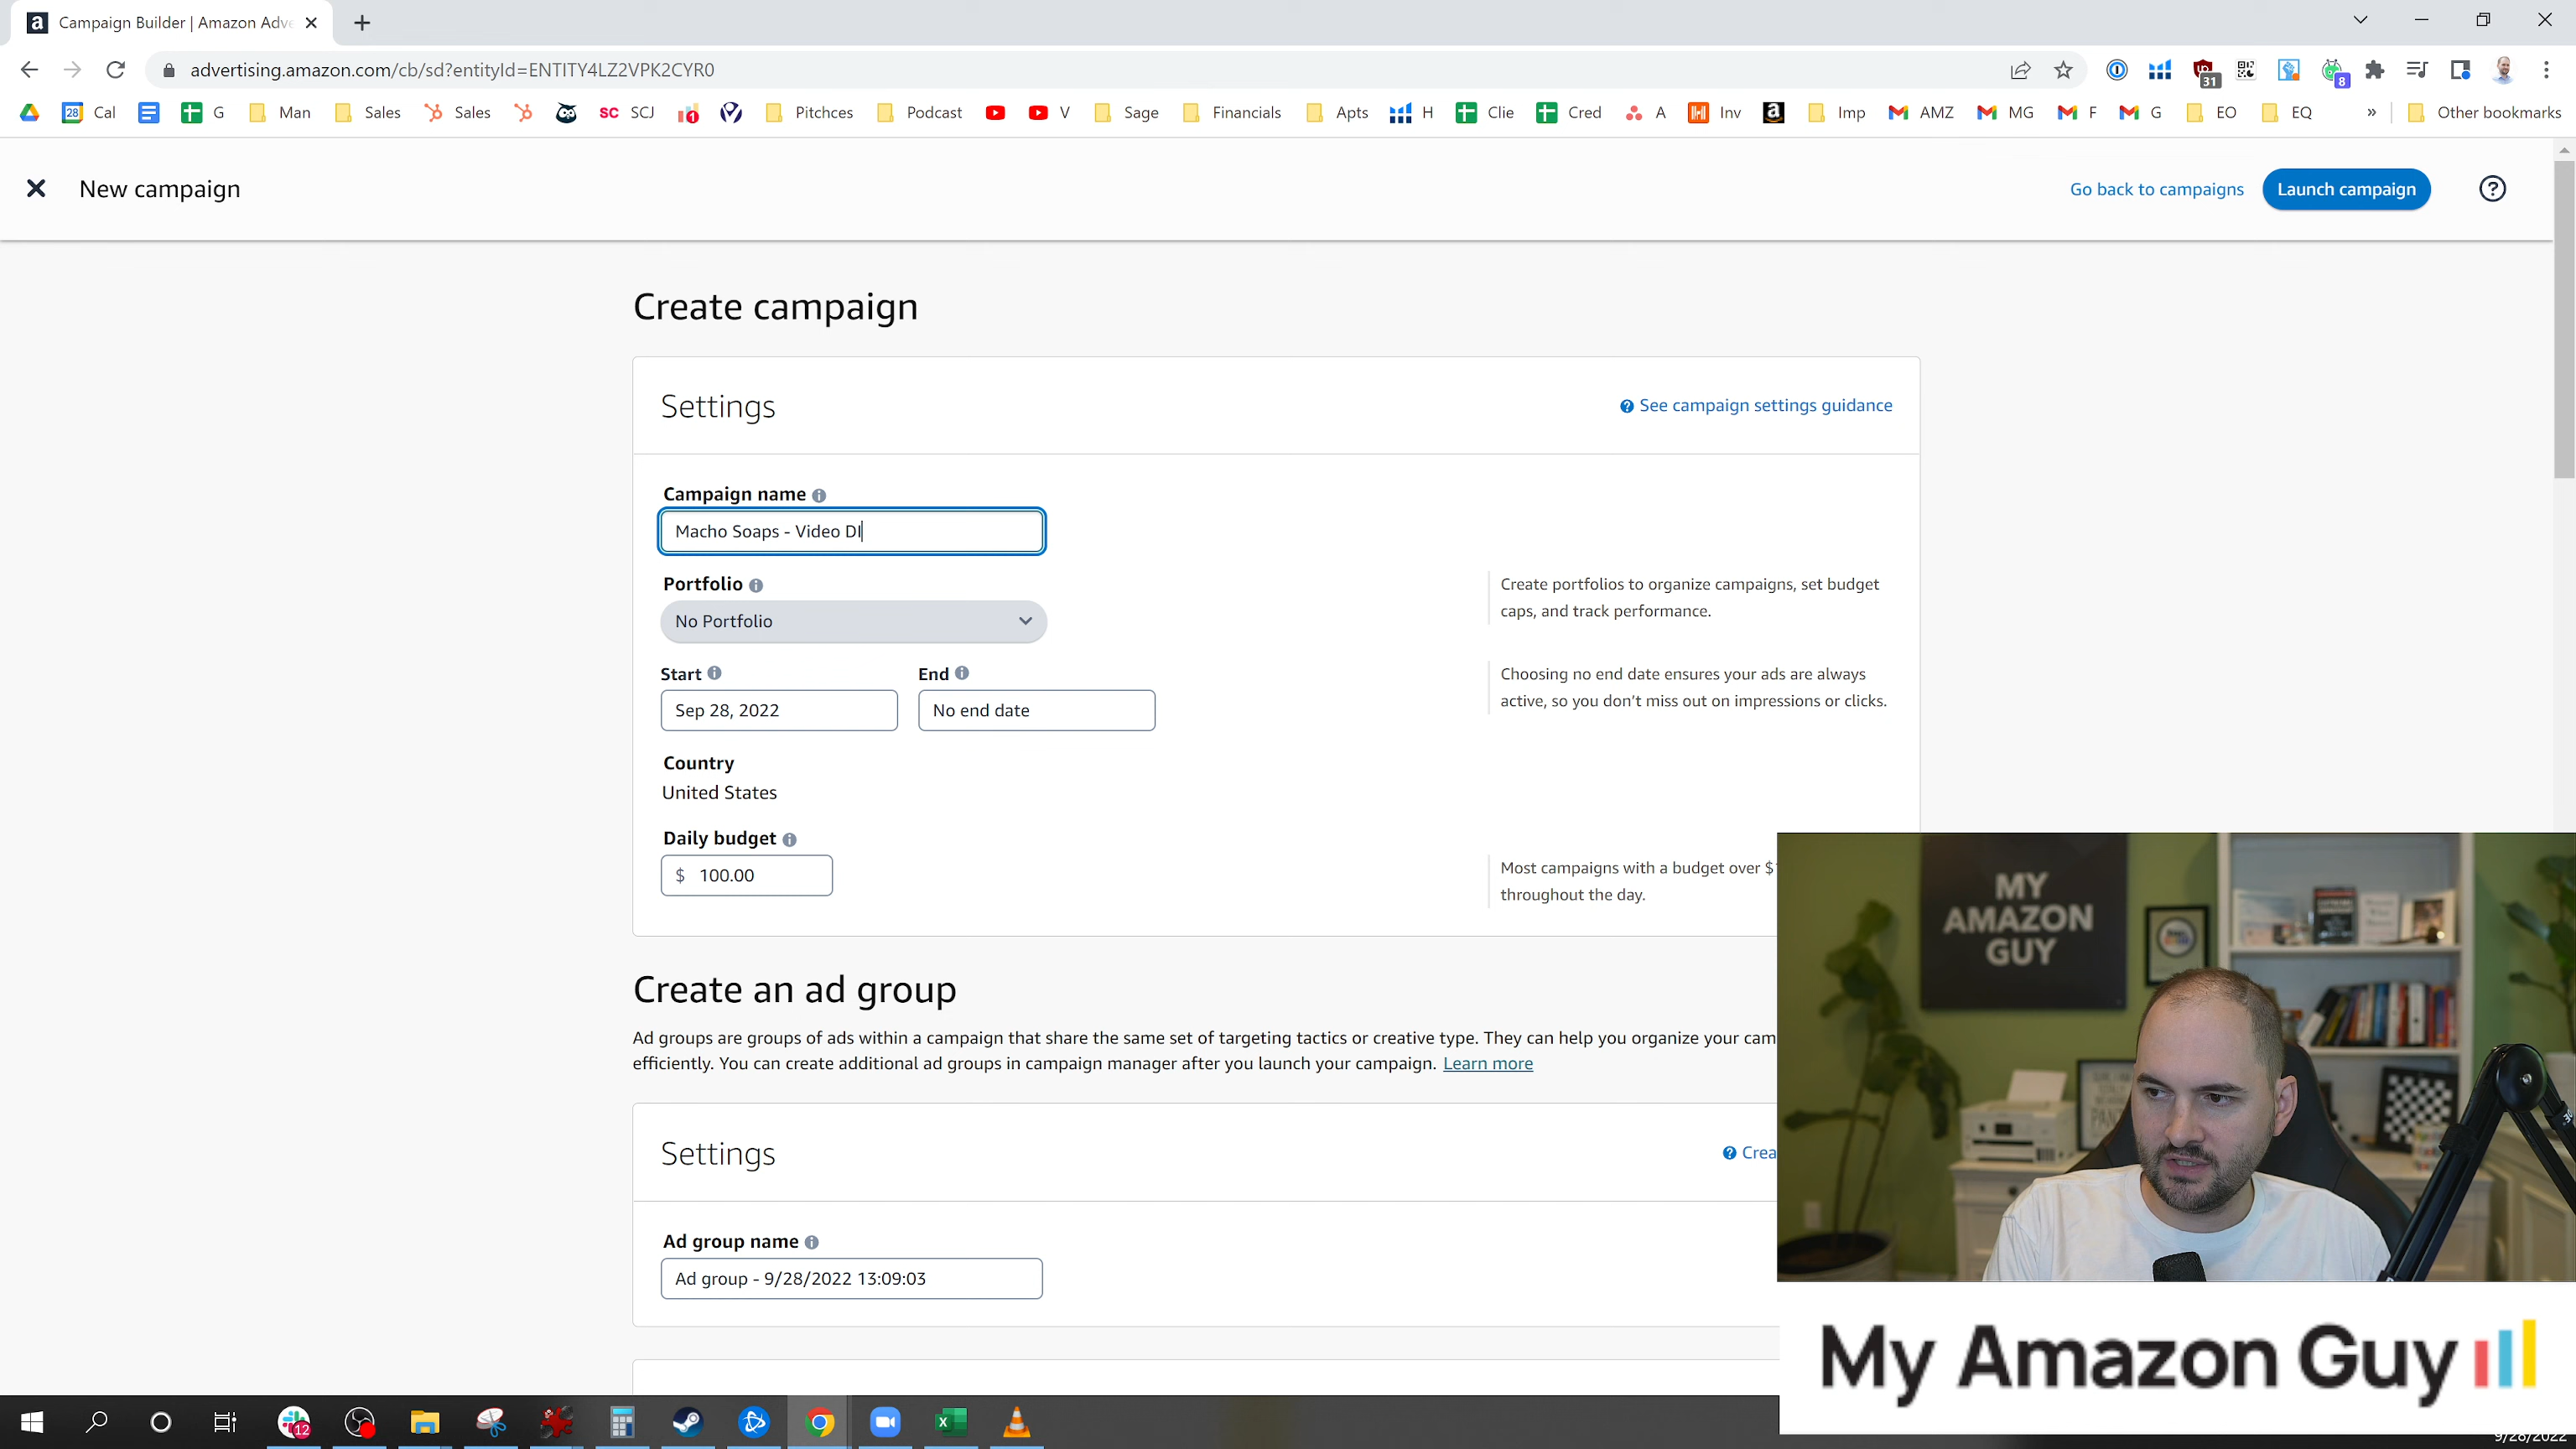 Campaign Builder | Amazon Adve
advertising.amazon.com/cb/sd?entityId=ENTITY4LZ2VPK2CYR0
31
8
28 Cal G Man Sales Sales SC SCJ 1 Pitchces Podcast V Sage Financials Apts H Clie Cred A Inv Imp AMZ MG F G EO EQ » Other bookmarks
New campaign
Go back to campaigns
Launch campaign
Create campaign
Settings
See campaign settings guidance
Campaign name
Macho Soaps - Video DI
Portfolio
No Portfolio
Create portfolios to organize campaigns, set budget
caps, and track performance.
Start
End
Sep 28, 2022
No end date
Choosing no end date ensures your ads are always
active, so you don't miss out on impressions or clicks.
Country
United States
Daily budget
$ 100.00
Most campaigns with a budget over $
throughout the day.
MY
AMAZON
GUY
Create an ad group
Ad groups are groups of ads within a campaign that share the same set of targeting tactics or creative type. They can help you organize your cam
efficiently. You can create additional ad groups in campaign manager after you launch your campaign. Learn more
Settings
Crea
Ad group name
Ad group - 9/28/2022 13:09:03
My Amazon Guy
12
9/28/2022